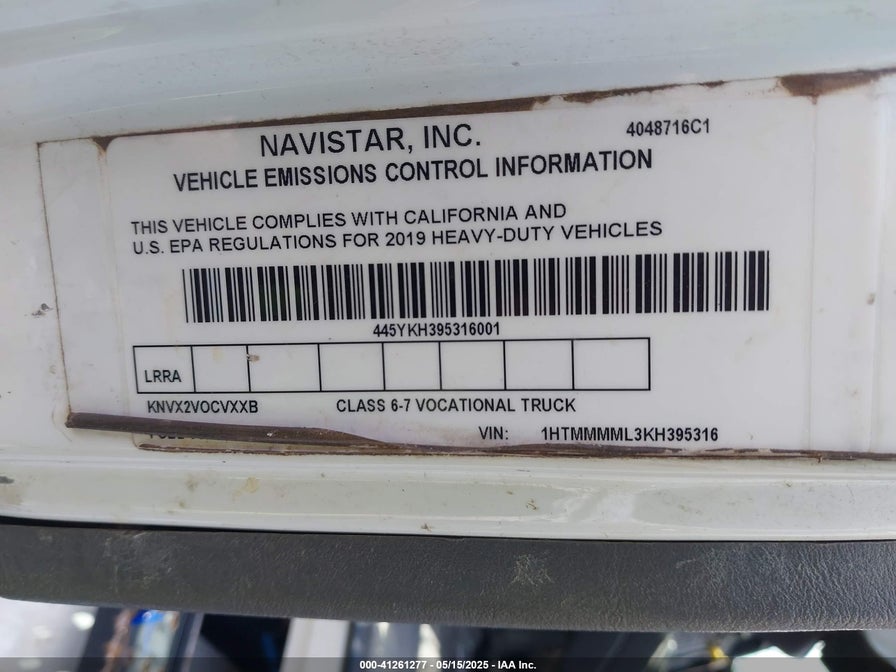 NAVISTAR, INC.
4048716C1
VEHICLE EMISSIONS CONTROL INFORMATION
THIS VEHICLE COMPLIES WITH CALIFORNIA AND
U.S. EPA REGULATIONS FOR 2019 HEAVY-DUTY VEHICLES
445YKH395316001
LRRA
KNVX2VOCVXXB CLASS 6-7 VOCATIONAL TRUCK
VIN: 1HTMMMML3KH395316
000-41261277 - 05/15/2025 - IAA Inc.